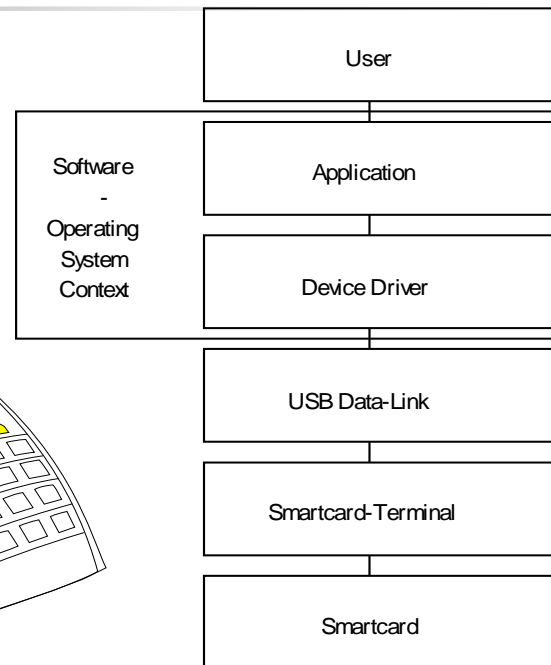 User
Software
-
Operating
System
Context
Application
Device Driver
USB Data-Link
Smartcard-Terminal
Smartcard